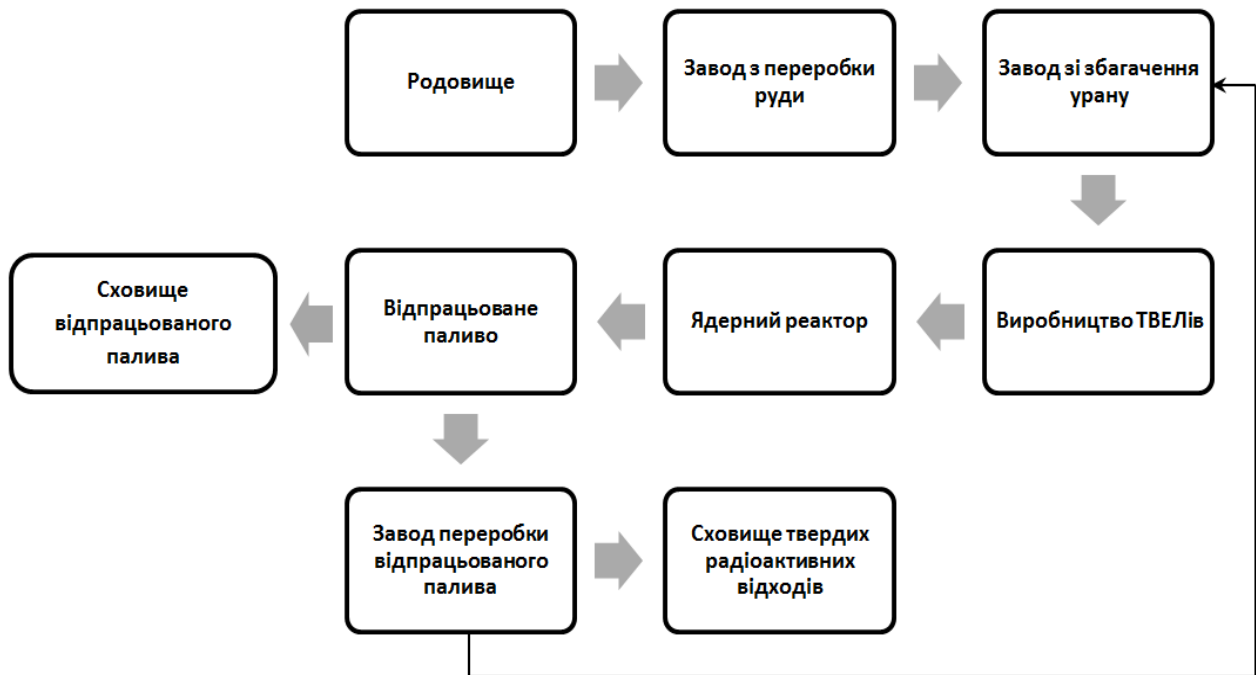 Родовище
Завод з переробки
руди
Завод зі збагачення
урану
Сховище
відпрацьованого
палива
Відпрацьоване
паливо
Ядерний реактор
Виробництво ТВЕЛів
Завод переробки
відпрацьованого
палива
Сховище твердих
радіоактивних
відходів